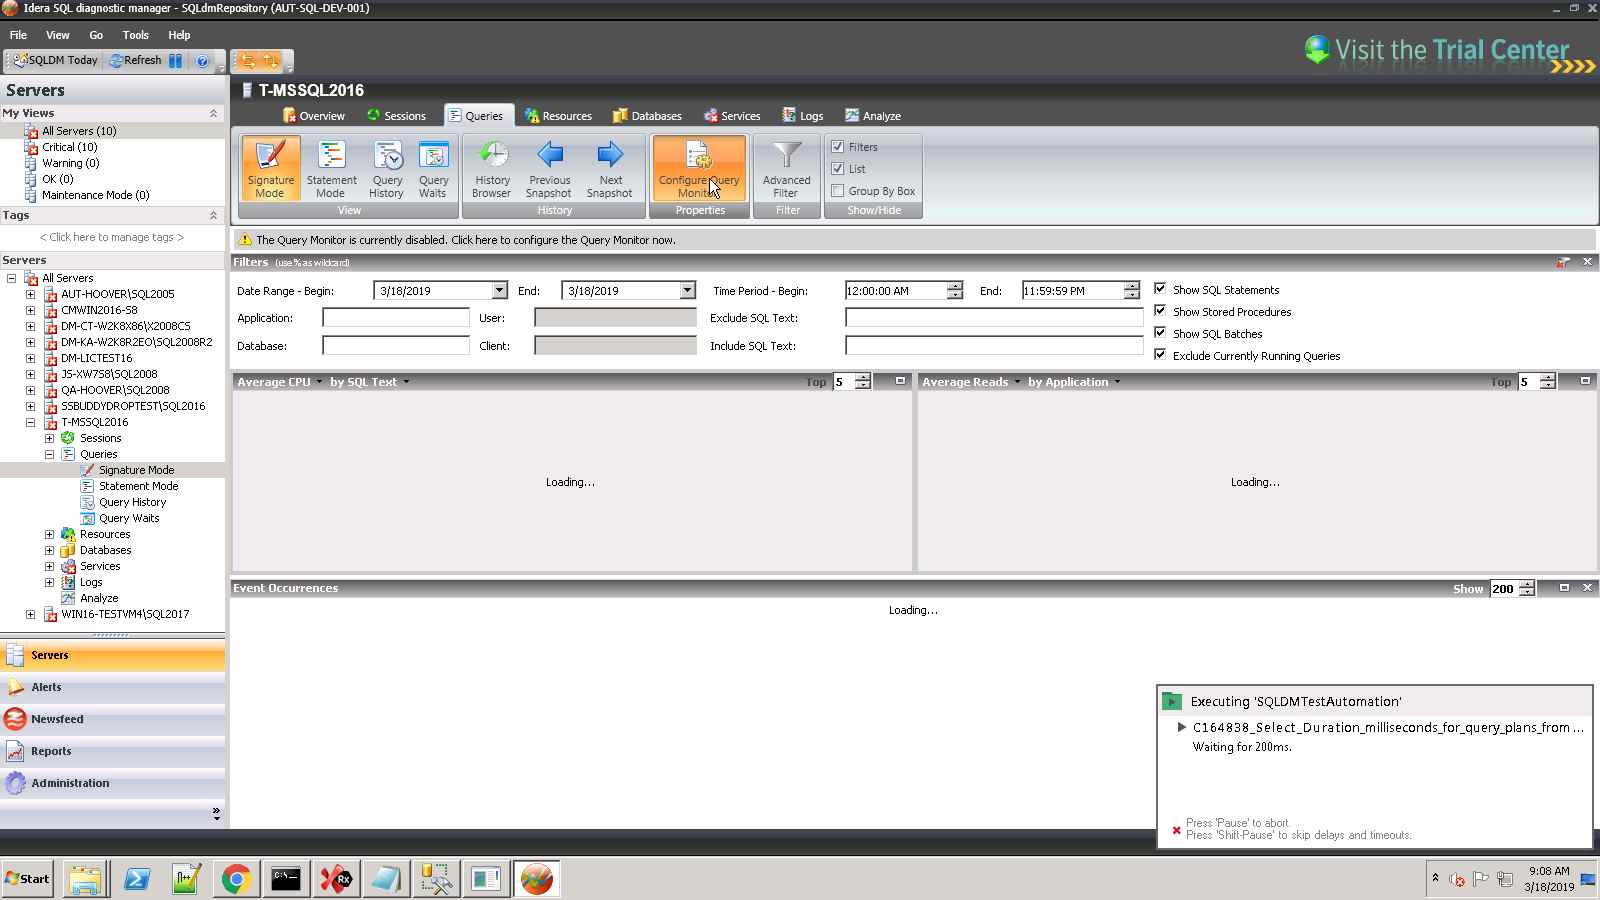 Idera SQL diagnostic manager - SQLdmRepository (AUT-SQL-DEV-001)
File View Go Tools Help
SQLDM Today Refresh
Visit the Trial Center
Servers
My Views
All Servers (10)
Critical (10)
Warning (0)
OK (0)
Maintenance Mode (0)
Tags
< Click here to manage tags >
Servers
All Servers
AUT-HOOVER\SQL2005
CMWIN2016-58
DM-CT-W2K8X86\X2008CS
DM-KA-W2K8R2EO\SQL2008R2
DM-LICTEST16
JS-XW7S8\SQL2008
QA-HOOVER\SQL2008
SSBUDDYDROPTEST\SQL2016
T-MSSQL2016
Sessions
Queries
Signature Mode
Statement Mode
Query History
Query Waits
Resources
Databases
Services
Logs
Analyze
WIN16-TESTVM4\SQL2017
Servers
Alerts
Newsfeed
Reports
Administration
T-MSSQL2016
Overview Sessions Queries Resources Databases Services Logs Analyze
Signature Mode
Statement Mode
Query History
Query Waits
View
History Browser
Previous Snapshot
Next Snapshot
History
Configure Query Monitor
Properties
Advanced Filter
Filter
Filters
List
Group By Box
Show/Hide
The Query Monitor is currently disabled. Click here to configure the Query Monitor now.
Filters (use % as wildcard)
Date Range - Begin: 3/18/2019 End: 3/18/2019 Time Period - Begin: 12:00:00 AM End: 11:59:59 PM Show SQL Statements
Show Stored Procedures
Application: User: Exclude SQL Text:
Show SQL Batches
Database: Client: Include SQL Text:
Exclude Currently Running Queries
Average CPU by SQL Text Top 5
Loading...
Average Reads by Application Top 5
Loading...
Event Occurrences Show 200
Loading...
Executing 'SQLDMTestAutomation'
C164838_Select_Duration_milliseconds_for_query_plans_from ...
Waiting for 200ms.
Press 'Pause' to abort.
Press 'Shift-Pause' to skip delays and timeouts.
Start
C:\
n++
Rx
9:08 AM
3/18/2019